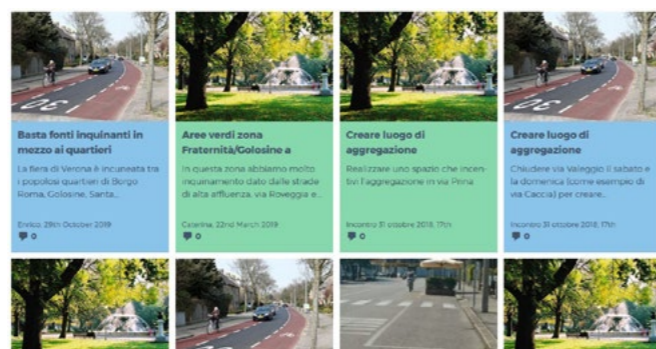 Basta fonti inquinanti in
mezzo ai quartieri
La fiera di Verona è incuneata tra
i popolosi quartieri di Borgo
Roma, Golosine, Santa...
Enrico, 29th October 2019
0
Aree verdi zona
Fraternità/Golosine a
In questa zona abbiamo molto
inquinamento dato dalle strade
di alta affluenza, via Roveggia e...
Caterina, 22nd March 2019
0
Creare luogo di
aggregazione
Realizzare uno spazio che incen-
tivi l'aggregazione in via Prina
Incontro 31 ottobre 2018, 17th
0
Creare luogo di
aggregazione
Chiudere via Valeggio il sabato e
la domenica (come esempio di
via Caccia) per creare...
Incontro 31 ottobre 2018, 17th
0